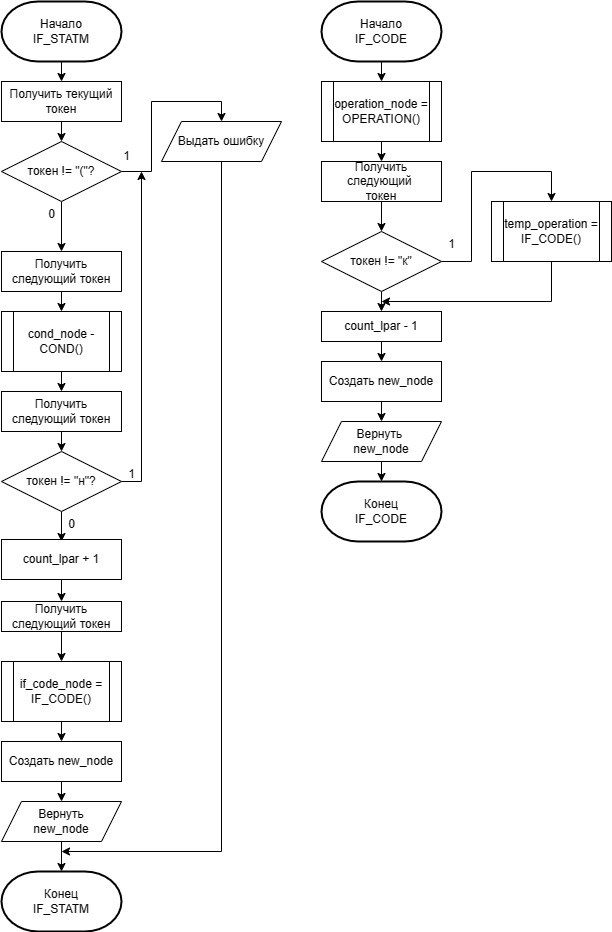 Начало
IF_STATM
Получить текущий
токен
токен != "("?
1
0
Выдать ошибку
Получить
следующий токен
cond_node -
COND()
Получить
следующий токен
токен != "н"?
1
0
count_lpar + 1
Получить
следующий токен
if_code_node =
IF_CODE()
Создать new_node
Вернуть
new_node
Конец
IF_STATM
Начало
IF_CODE
operation_node =
OPERATION()
Получить
следующий
токен
токен != "к"
1
temp_operation =
IF_CODE()
count_lpar - 1
Создать new_node
Вернуть
new_node
Конец
IF_CODE